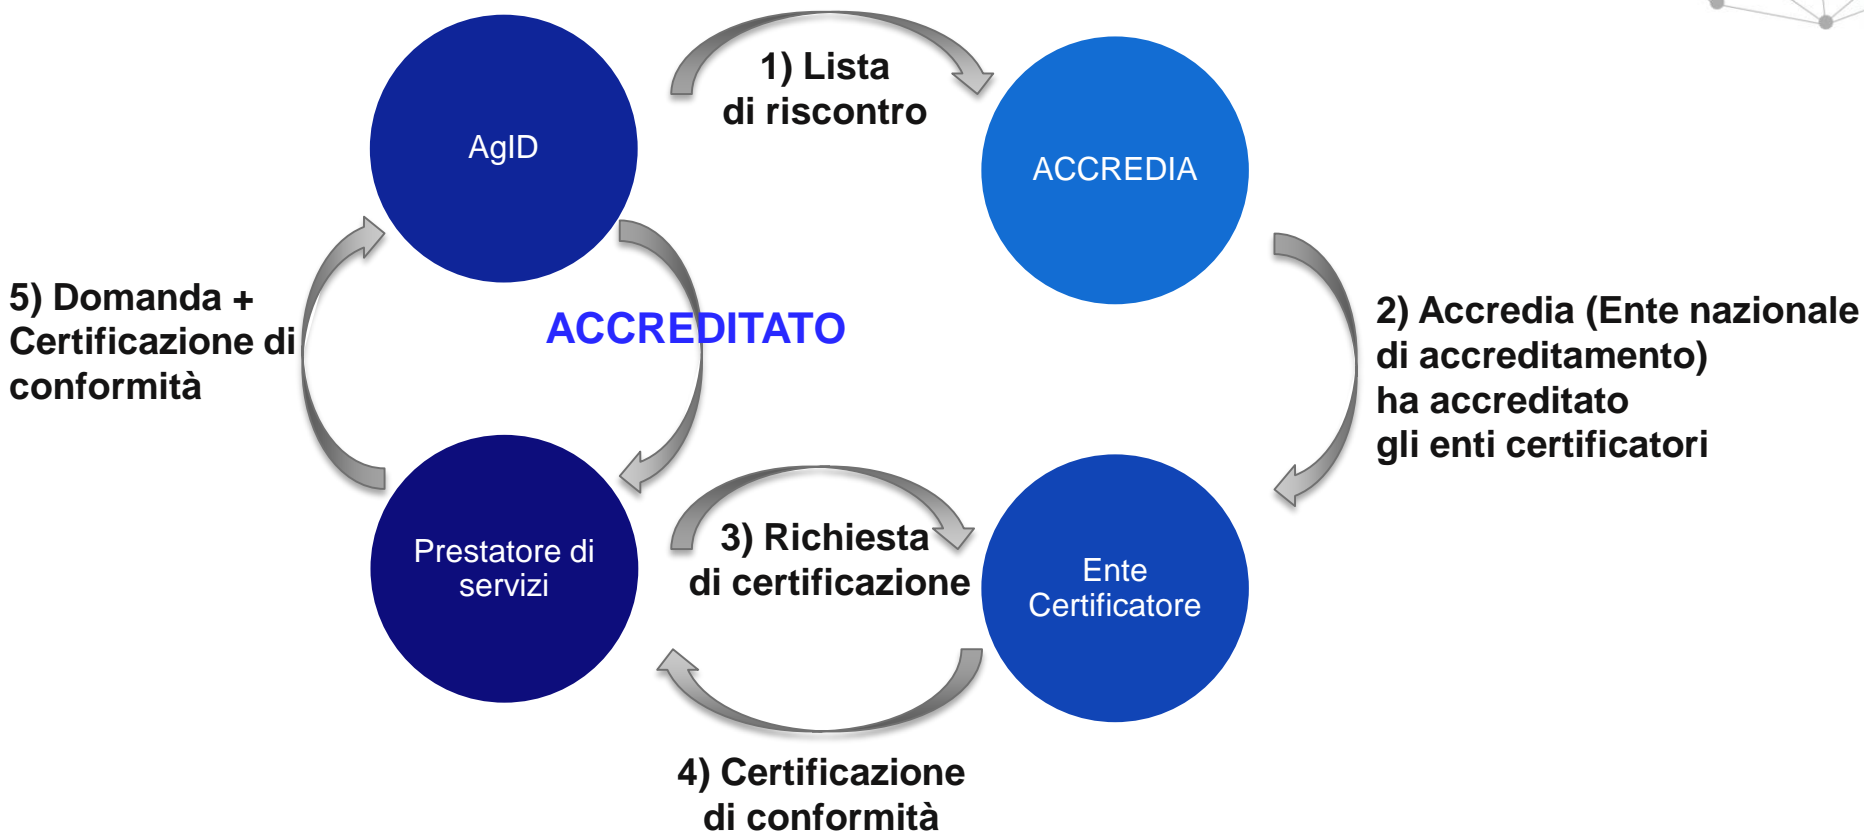 AgID
1) Lista
di riscontro
ACCREDIA
5) Domanda +
Certificazione di
conformità
ACCREDITATO
2) Accredia (Ente nazionale
di accreditamento)
ha accreditato
gli enti certificatori
Prestatore di
servizi
3) Richiesta
di certificazione
Ente
Certificatore
4) Certificazione
di conformità